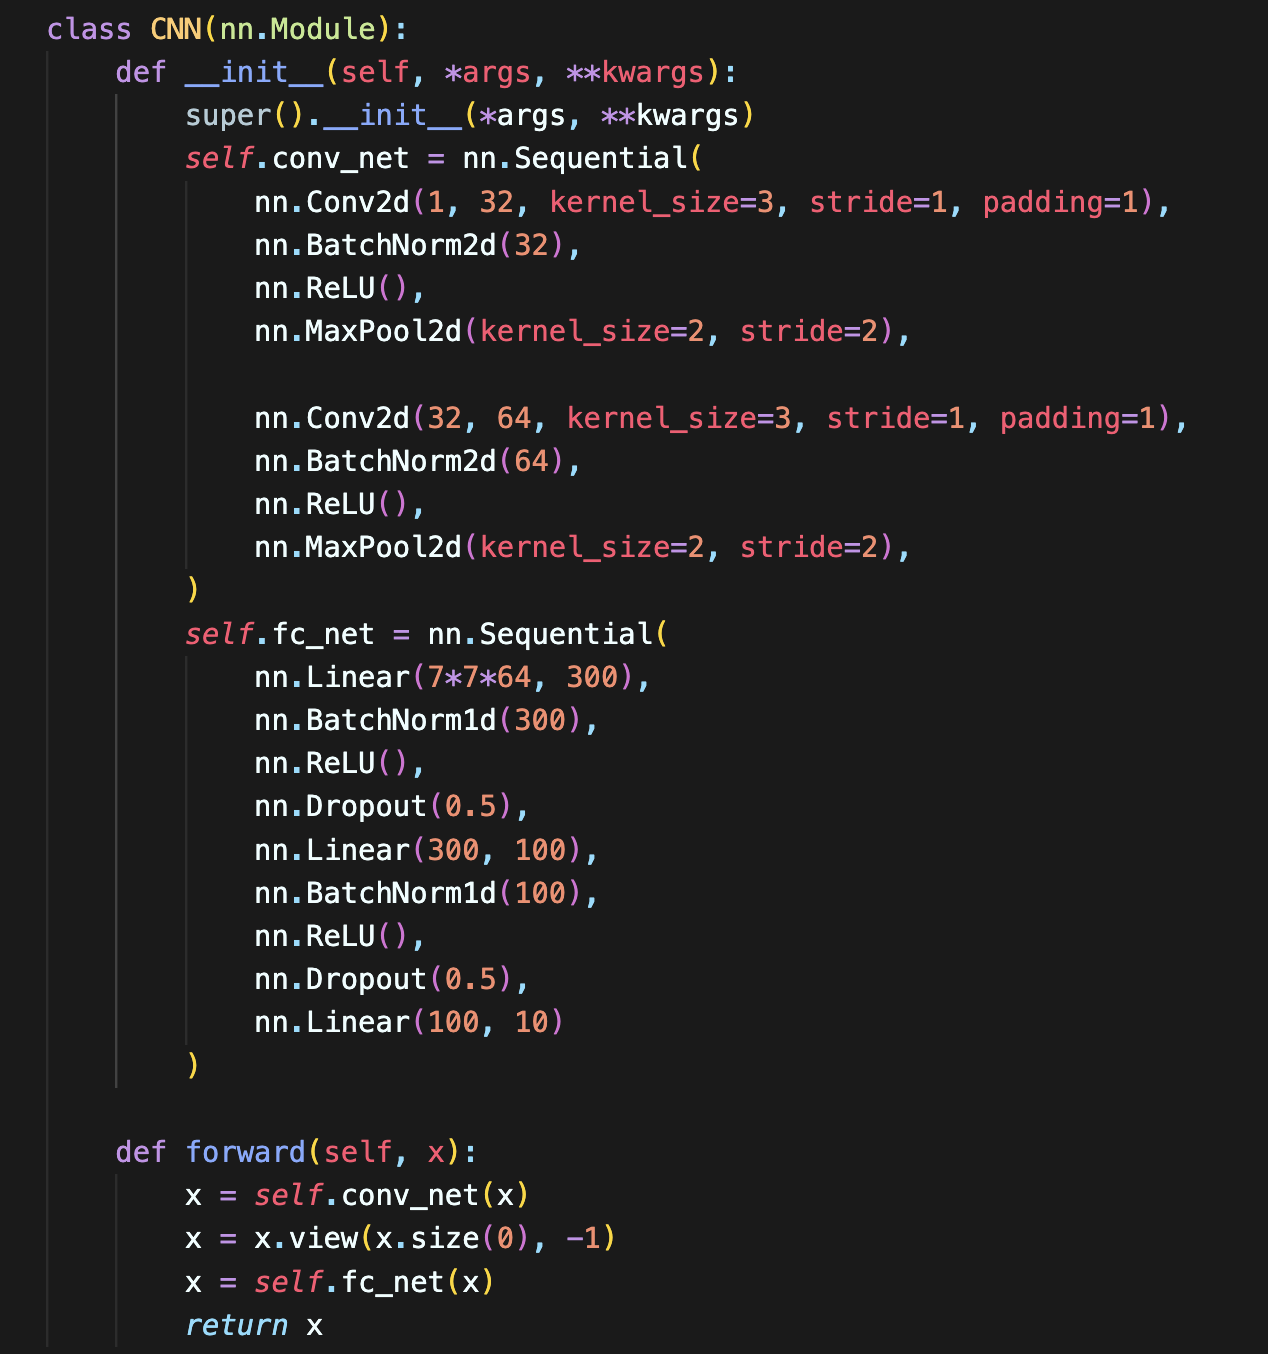 class CNN(nn.Module):
    def __init__(self, *args, **kwargs):
        super().__init__(*args, **kwargs)
        self.conv_net = nn.Sequential(
            nn.Conv2d(1, 32, kernel_size=3, stride=1, padding=1),
            nn.BatchNorm2d(32),
            nn.ReLU(),
            nn.MaxPool2d(kernel_size=2, stride=2),

            nn.Conv2d(32, 64, kernel_size=3, stride=1, padding=1),
            nn.BatchNorm2d(64),
            nn.ReLU(),
            nn.MaxPool2d(kernel_size=2, stride=2),
        )
        self.fc_net = nn.Sequential(
            nn.Linear(7*7*64, 300),
            nn.BatchNorm1d(300),
            nn.ReLU(),
            nn.Dropout(0.5),
            nn.Linear(300, 100),
            nn.BatchNorm1d(100),
            nn.ReLU(),
            nn.Dropout(0.5),
            nn.Linear(100, 10)
        )

    def forward(self, x):
        x = self.conv_net(x)
        x = x.view(x.size(0), -1)
        x = self.fc_net(x)
        return x